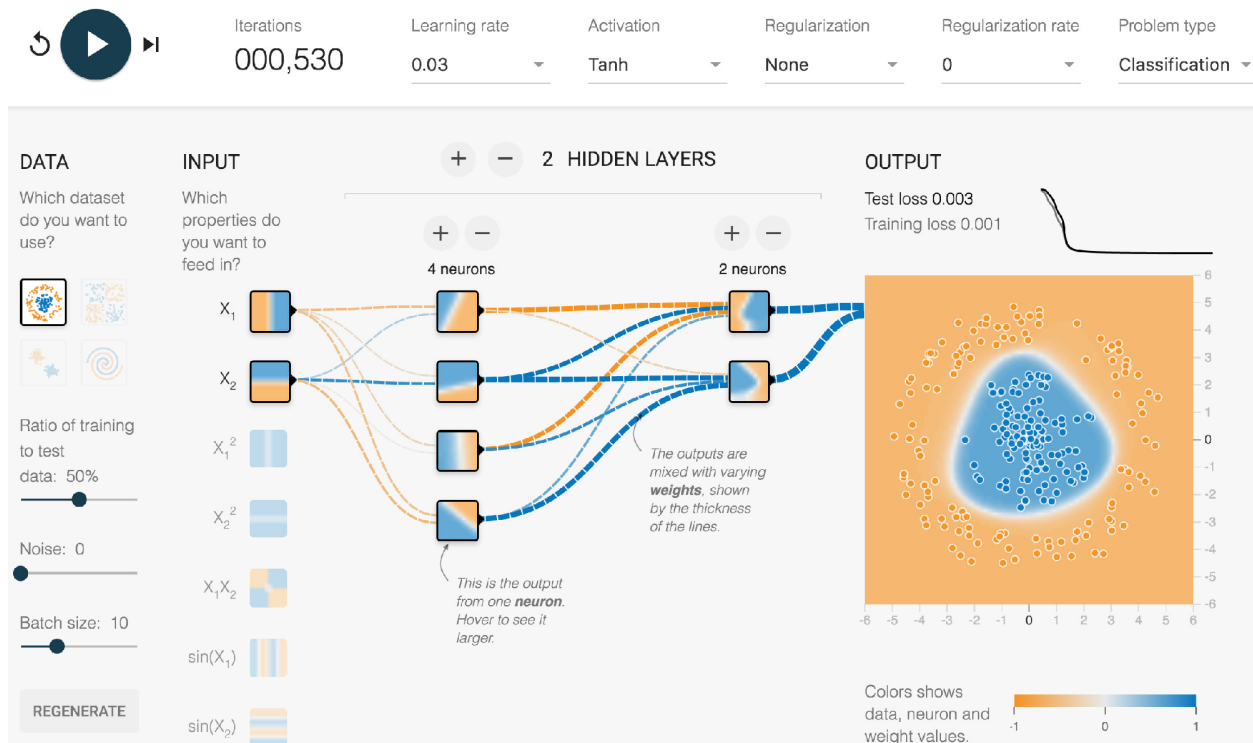 Iterations
000,530
Learning rate
0.03
Activation
Tanh
Regularization
None
Regularization rate
0
Problem type
Classification
DATA
Which dataset
do you want to
use?
Ratio of training
to test
data: 50%
Noise: 0
Batch size: 10
REGENERATE
INPUT
Which
properties do
you want to
feed in?
X₁
X₂
X₁²
X₂²
X₁X₂
sin(X₁)
sin(X₂)
+ − 2 HIDDEN LAYERS
+ −
4 neurons
+ −
2 neurons
This is the output
from one neuron.
Hover to see it
larger.
The outputs are
mixed with varying
weights, shown
by the thickness
of the lines.
OUTPUT
Test loss 0.003
Training loss 0.001
6
5
4
3
2
1
0
-1
-2
-3
-4
-5
-6
-6 -5 -4 -3 -2 -1 0 1 2 3 4 5 6
Colors shows
data, neuron and
weight values.
-1 0 1